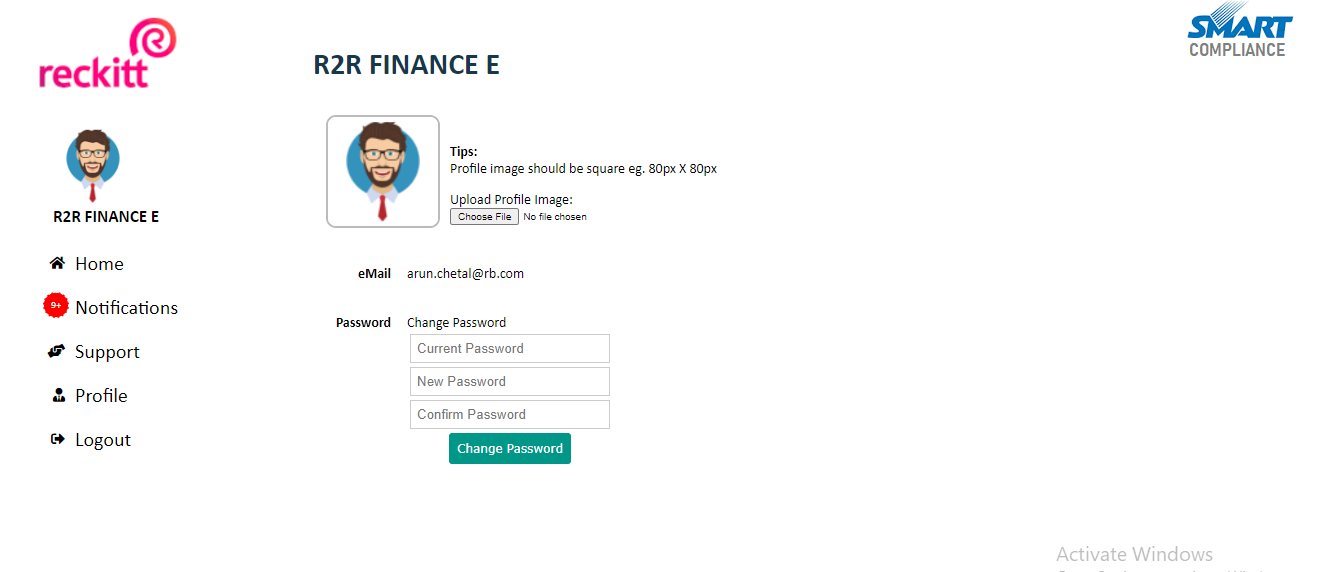 reckitt
R2R FINANCE E
SMART
COMPLIANCE
R2R FINANCE E
Home
9+
Notifications
Support
Profile
Logout
Tips:
Profile image should be square eg. 80px X 80px
Upload Profile Image:
Choose File No file chosen
eMail arun.chetal@rb.com
Password Change Password
Current Password
New Password
Confirm Password
Change Password
Activate Windows